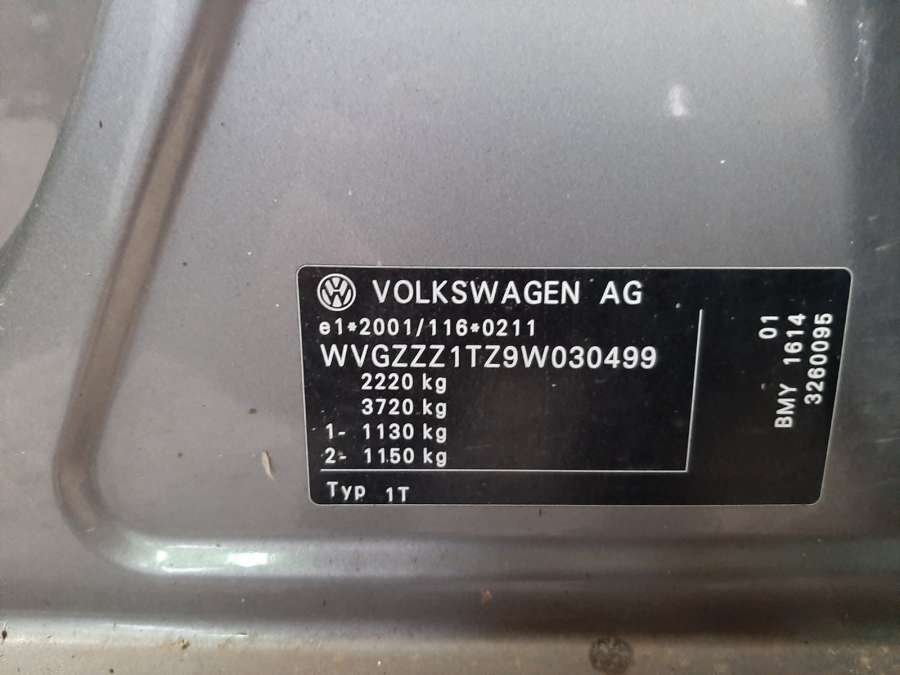 VOLKSWAGEN AG
e1*2001/116*0211
WVGZZZ1TZ9W030499
2220 kg
3720 kg
1- 1130 kg
2- 1150 kg
Typ 1T
01
BMY 1614
3260095